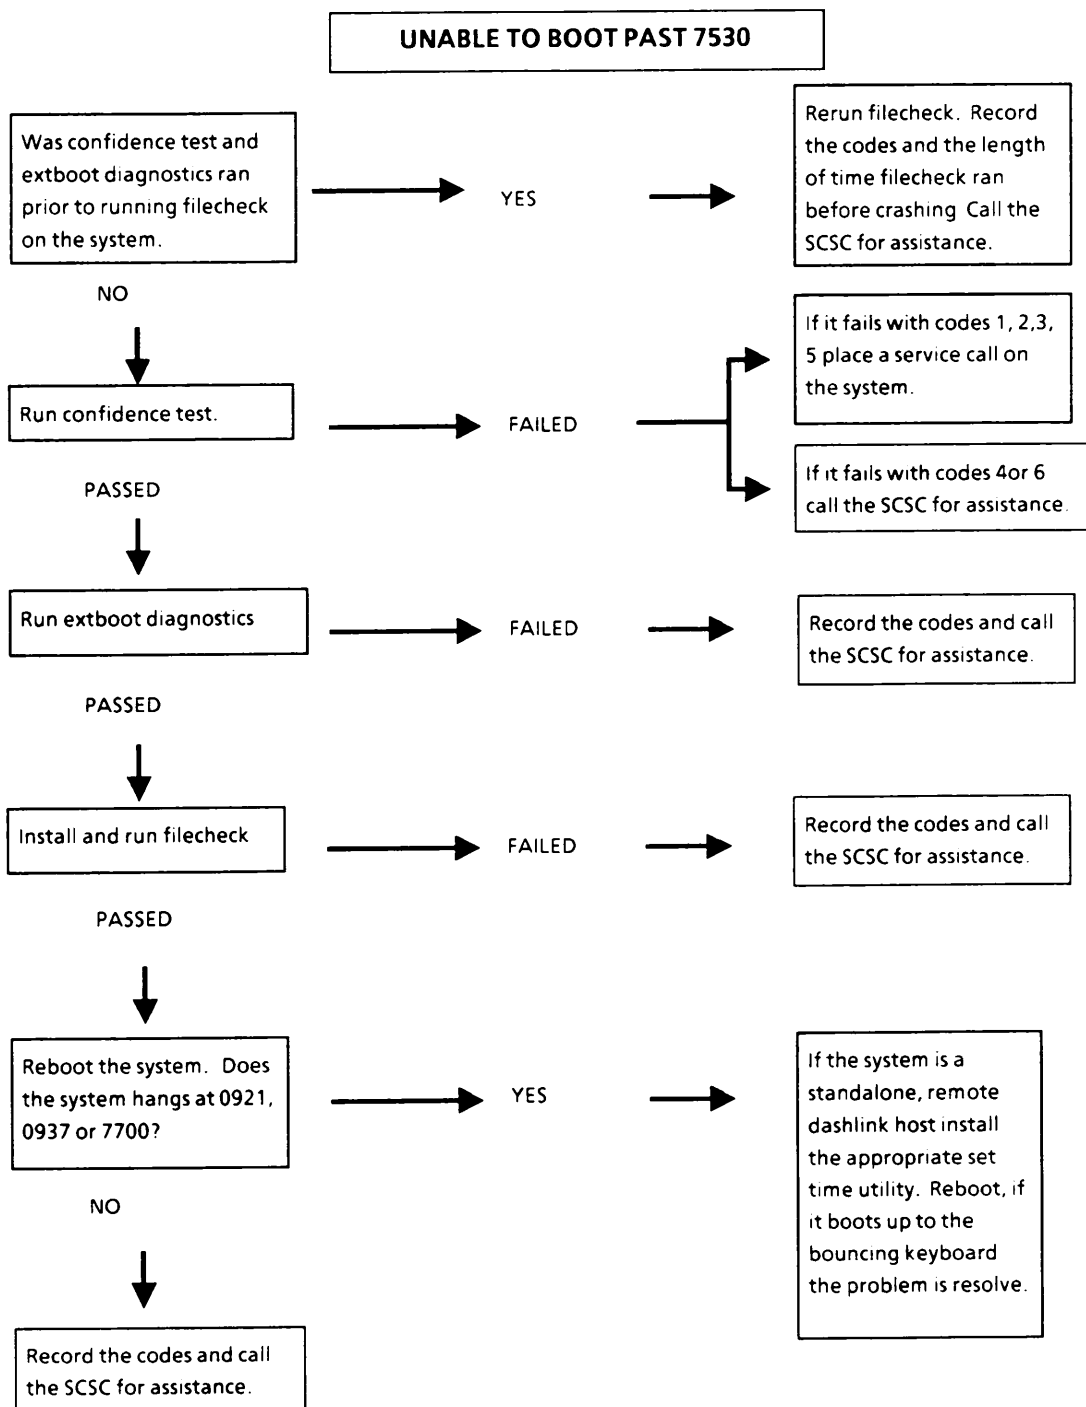 UNABLE TO BOOT PAST 7530
Was confidence test and
extboot diagnostics ran
prior to running filecheck
on the system.
YES
Rerun filecheck. Record
the codes and the length
of time filecheck ran
before crashing Call the
SCSC for assistance.
NO
Run confidence test.
FAILED
If it fails with codes 1, 2,3,
5 place a service call on
the system.
If it fails with codes 4or 6
call the SCSC for assistance.
PASSED
Run extboot diagnostics
FAILED
Record the codes and call
the SCSC for assistance.
PASSED
Install and run filecheck
FAILED
Record the codes and call
the SCSC for assistance.
PASSED
Reboot the system. Does
the system hangs at 0921,
0937 or 7700?
YES
If the system is a
standalone, remote
dashlink host install
the appropriate set
time utility. Reboot, if
it boots up to the
bouncing keyboard
the problem is resolve.
NO
Record the codes and call
the SCSC for assistance.